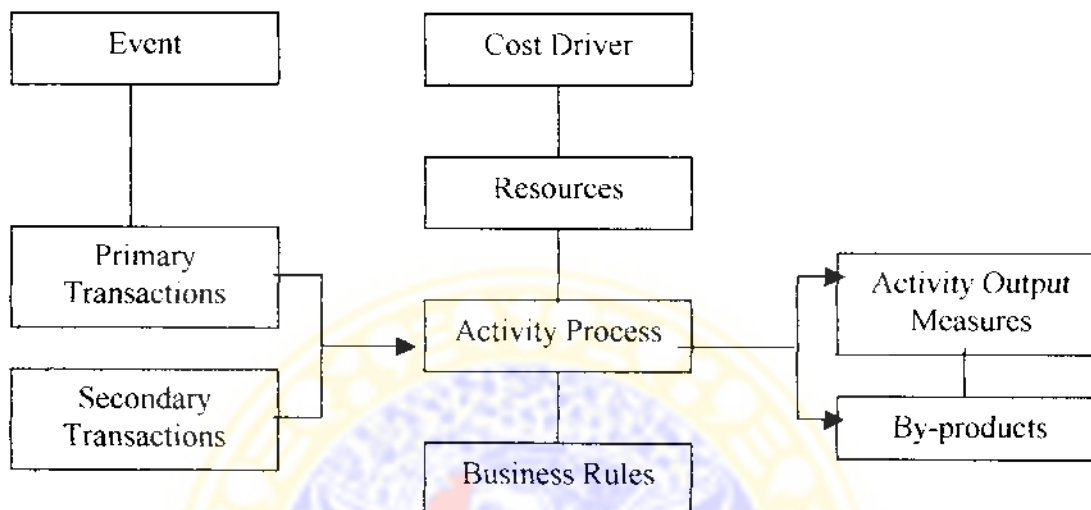 Event
Cost Driver
Resources
Primary
Transactions
Activity Process
Activity Output
Measures
Secondary
Transactions
By-products
Business Rules